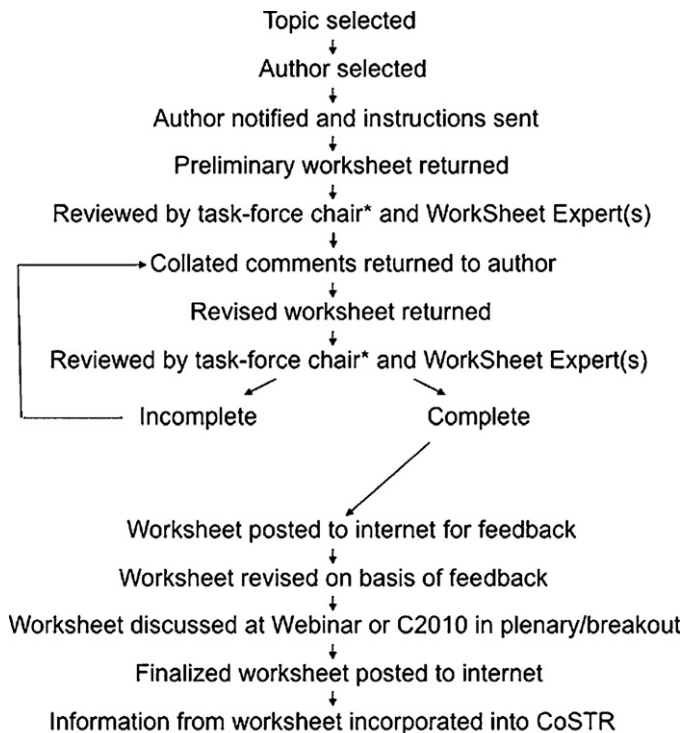 Topic selected
Author selected
Author notified and instructions sent
Preliminary worksheet returned
Reviewed by task-force chair* and WorkSheet Expert(s)
Collated comments returned to author
Revised worksheet returned
Reviewed by task-force chair* and WorkSheet Expert(s)
Incomplete Complete
Worksheet posted to internet for feedback
Worksheet revised on basis of feedback
Worksheet discussed at Webinar or C2010 in plenary/breakout
Finalized worksheet posted to internet
Information from worksheet incorporated into CoSTR